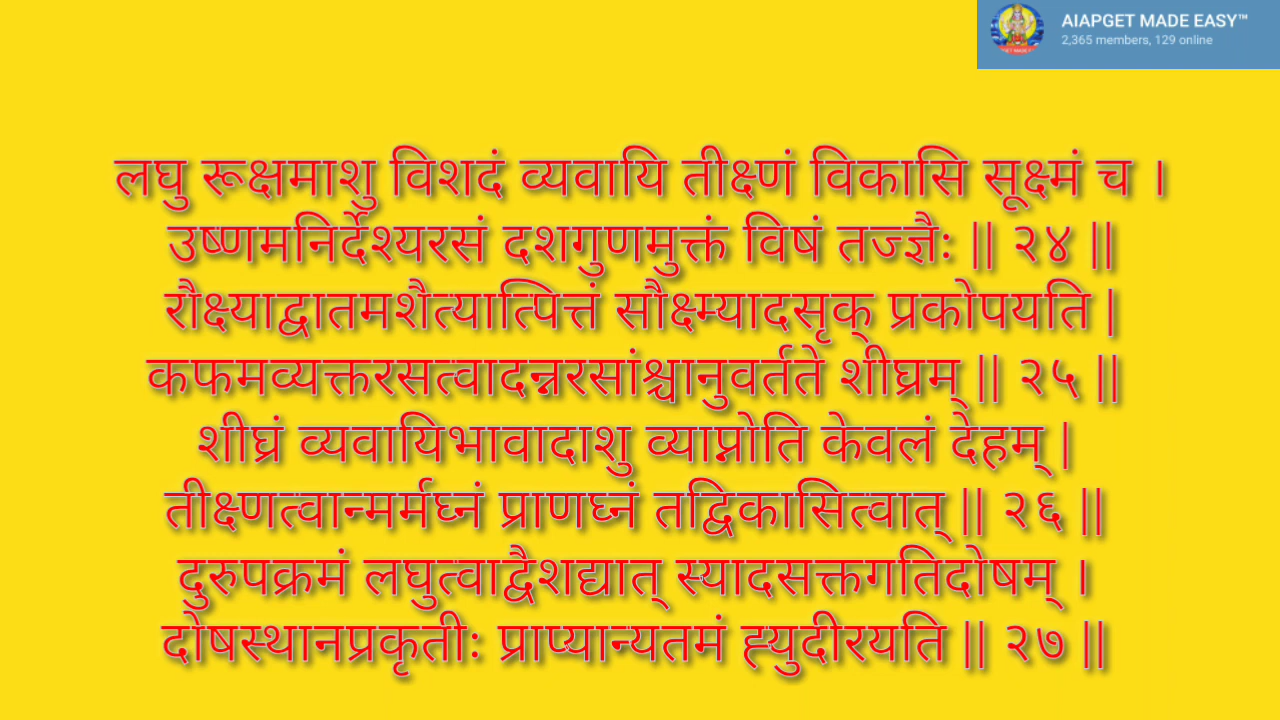 AIAPGET MADE EASY™
2,365 members, 129 online
लघु रूक्षमाशु विशदं व्यवायि तीक्ष्णं विकासि सूक्ष्मं च ।
उष्णमनिर्देश्यरसं दशगुणमुक्तं विषं तज्ज्ञैः || २४ ||
रौक्ष्याद्वातमशैत्यात्पित्तं सौक्ष्म्यादसृक् प्रकोपयति |
कफमव्यक्तरसत्वादन्नरसांश्चानुवर्तते शीघ्रम् || २५ ||
शीघ्रं व्यवायिभावादाशु व्याप्नोति केवलं देहम् |
तीक्ष्णत्वान्मर्मघ्नं प्राणघ्नं तद्विकासित्वात् || २६ ||
दुरुपक्रमं लघुत्वाद्वैशद्यात् स्यादसक्तगतिदोषम् ।
दोषस्थानप्रकृतीः प्राप्यान्यतमं ह्युदीरयति || २७ ||